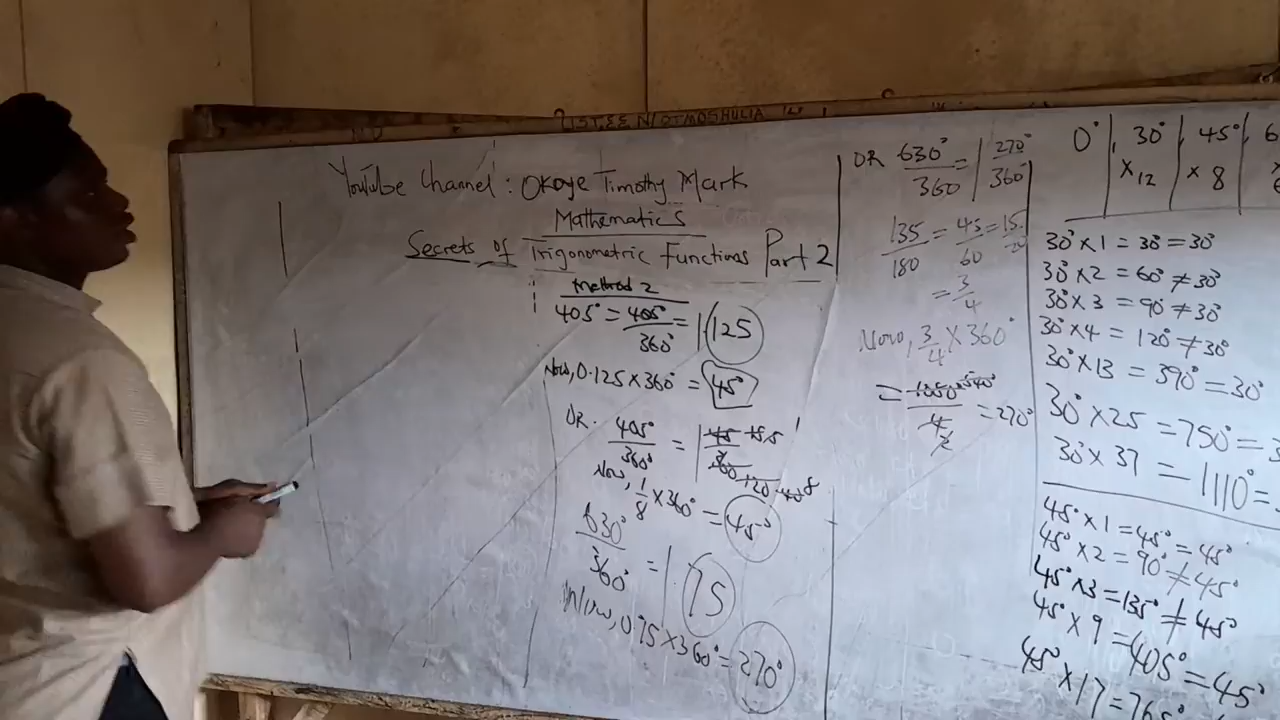 YouTube Channel: Okoye Timothy Mark
Mathematics
Secrets of Trigonometric Functions Part 2
Method 2
405° = 405°/360° = 1.125
Now, 0.125 × 360° = 45°
OR. 405°/360° = 1 45/360
Now, 1/8 × 360° = 45°
630°/360° = 1.75
Now, 0.75 × 360° = 270°
OR 630°/360 = 1 270°/360°
135/180 = 45/60 = 15
= 3/4
Now, 3/4 × 360°
= 1080° 540°/4 2 = 270°
0°, 30°, 45°, 6
×12 × 8
30° × 1 = 30° = 30°
30° × 2 = 60° ≠ 30°
30° × 3 = 90° ≠ 30°
30° × 4 = 120° ≠ 30°
30° × 13 = 390° = 30°
30° × 25 = 750° = 3
30° × 37 = 1110° =
45° × 1 = 45° = 45°
45° × 2 = 90° ≠ 45°
45° × 3 = 135° ≠ 45°
45° × 9 = 405° = 45°
45° × 17 = 765°